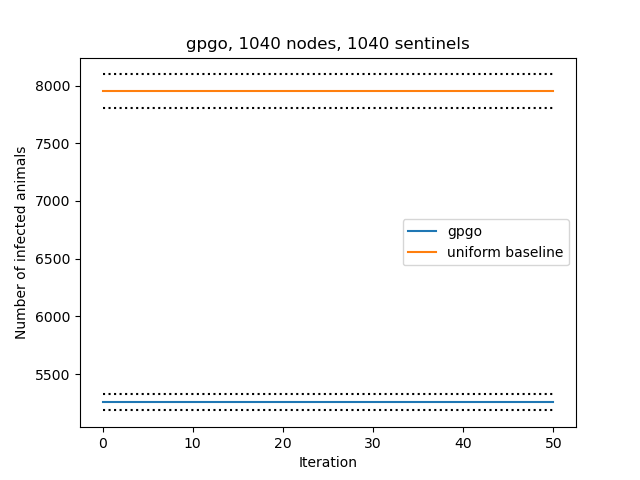 gpgo, 1040 nodes, 1040 sentinels
Number of infected animals
8000
7500
7000
6500
6000
5500
gpgo
uniform baseline
0 10 20 30 40 50
Iteration